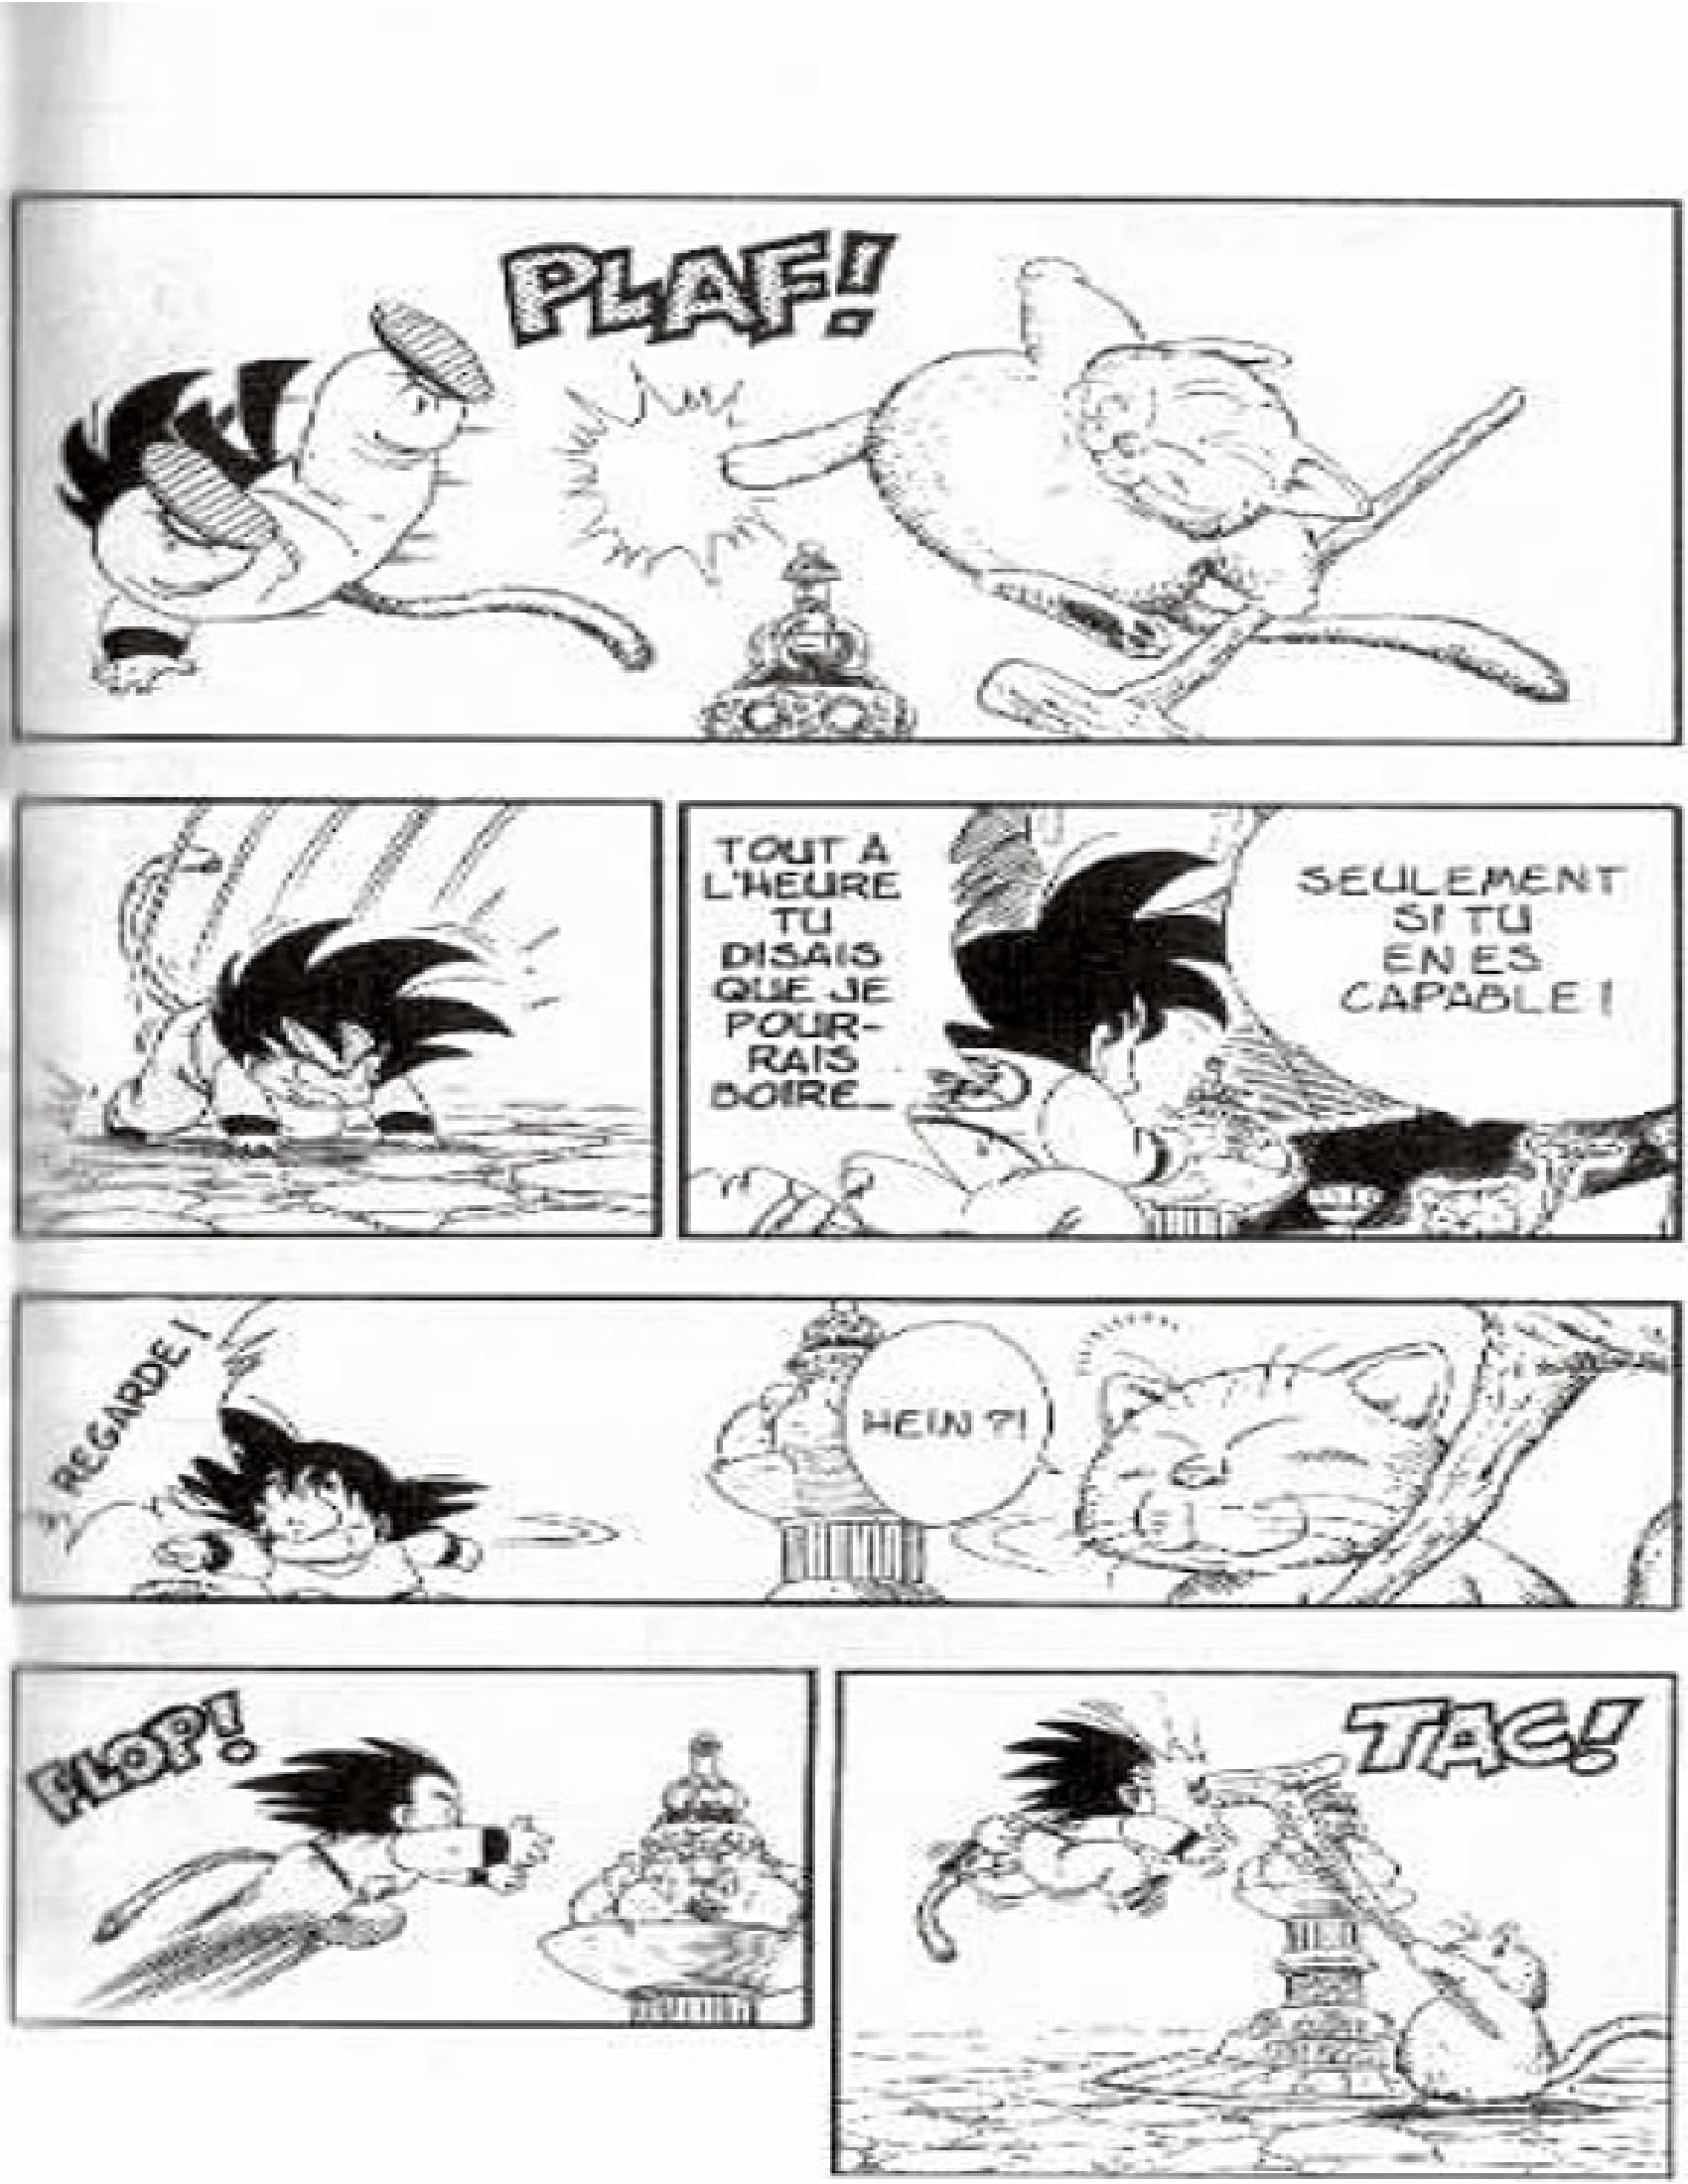 PLAF!
TOUT À
L'HEURE
TU
DISAIS
QUE JE
POUR-
RAIS
BOIRE...
SEULEMENT
SI TU
EN ES
CAPABLE !
REGARDE !
HEIN ?!
FLOP!
TAC!